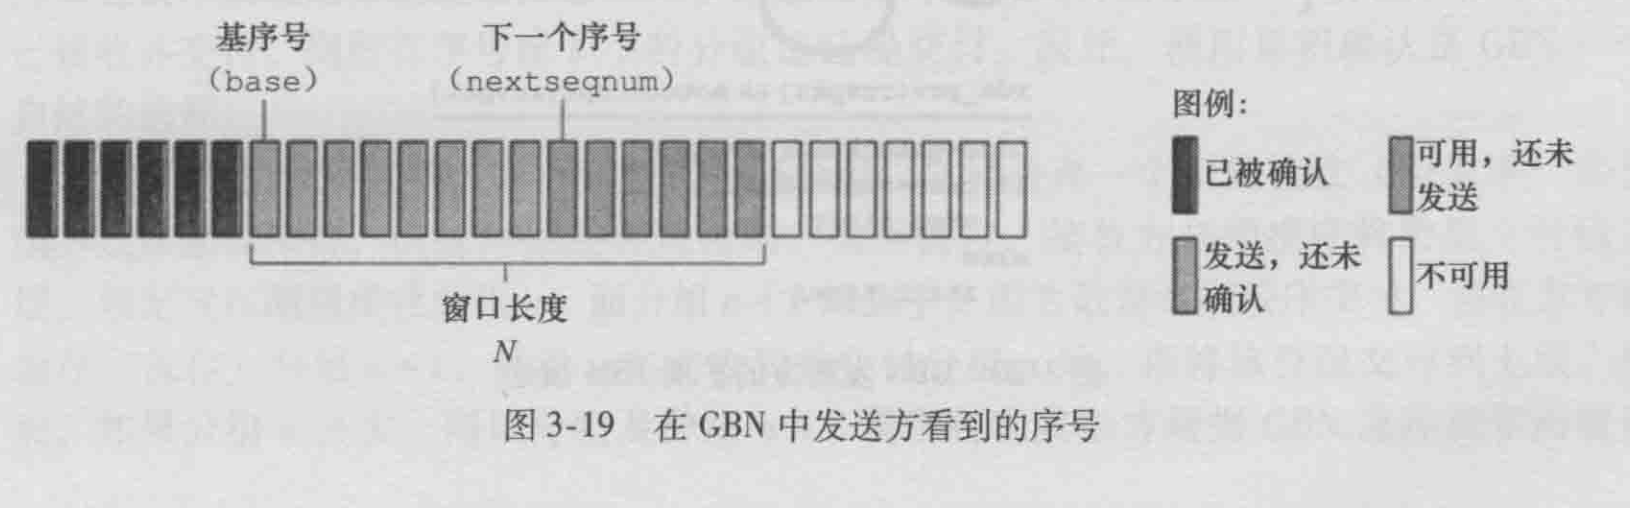 基序号
(base)
下一个序号
(nextseqnum)
窗口长度
N
图例:
已被确认
发送，还未
确认
可用，还未
发送
不可用
图 3-19 在 GBN 中发送方看到的序号